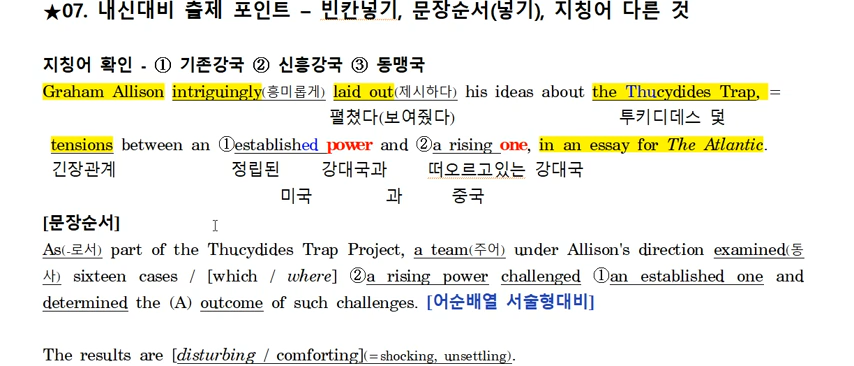 ★07. 내신대비 출제 포인트 – 빈칸넣기, 문장순서(넣기), 지칭어 다른 것
지칭어 확인 - ① 기존강국 ② 신흥강국 ③ 동맹국
Graham Allison intriguingly(흥미롭게) laid out(제시하다) his ideas about the Thucydides Trap, =
펼쳤다(보여줬다) 투키디데스 덫
tensions between an ①established power and ②a rising one, in an essay for The Atlantic.
긴장관계 정립된 강대국과 떠오르고있는 강대국
미국 과 중국
[문장순서]
As(-로서) part of the Thucydides Trap Project, a team(주어) under Allison's direction examined(동
사) sixteen cases / [which / where] ②a rising power challenged ①an established one and
determined the (A) outcome of such challenges. [어순배열 서술형대비]
The results are [disturbing / comforting](=shocking, unsettling).